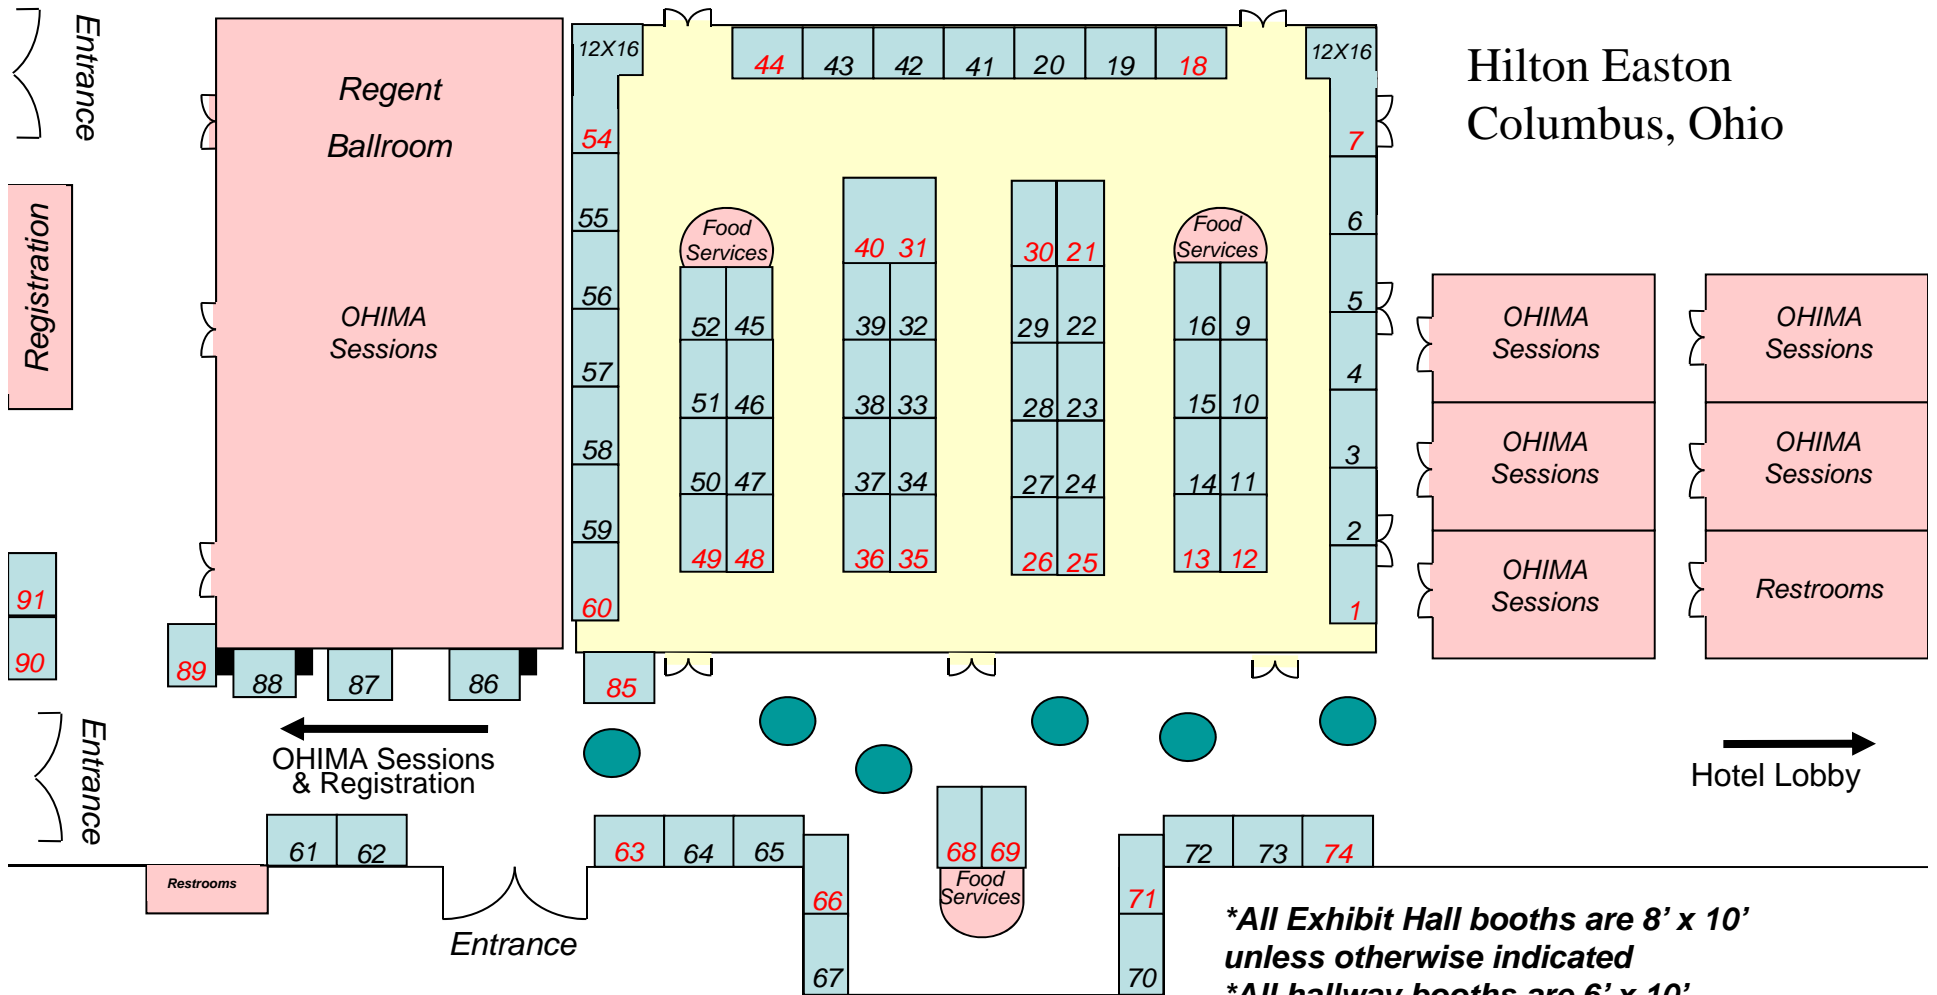 Entrance
Regent
Ballroom
OHIMA
Sessions
Registration
12X16
44 43 42 41 20 19 18
12X16
Hilton Easton
Columbus, Ohio
54
55
56
57
58
59
60
Food
Services
52 45
51 46
50 47
49 48
40 31
39 32
38 33
37 34
36 35
30 21
29 22
28 23
27 24
26 25
Food
Services
16 9
15 10
14 11
13 12
7
6
5
4
3
2
1
OHIMA
Sessions
OHIMA
Sessions
OHIMA
Sessions
OHIMA
Sessions
OHIMA
Sessions
Restrooms
91
90
89
88
87
86
85
OHIMA Sessions
& Registration
Hotel Lobby
Entrance
61 62
Restrooms
Entrance
63 64 65
66
67
68 69
Food
Services
71
70
72 73 74
*All Exhibit Hall booths are 8’ x 10’
unless otherwise indicated
*All hallway booths are 6’ x 10’